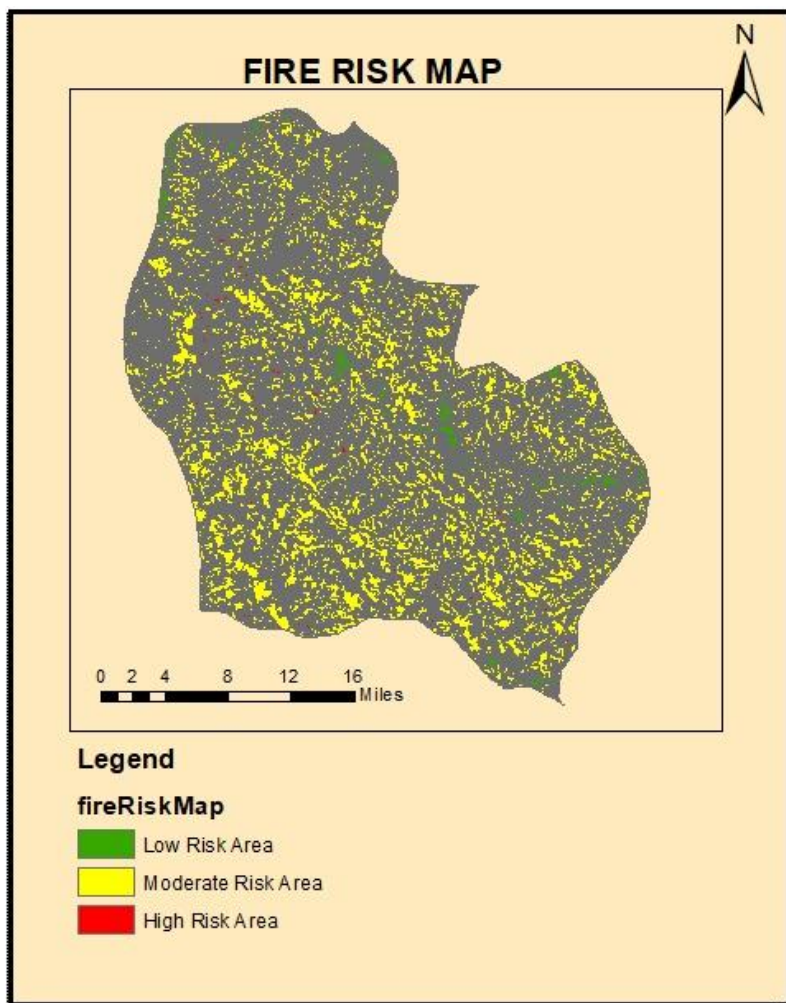 N
FIRE RISK MAP
0 2 4 8 12 16
Miles
Legend
fireRiskMap
Low Risk Area
Moderate Risk Area
High Risk Area